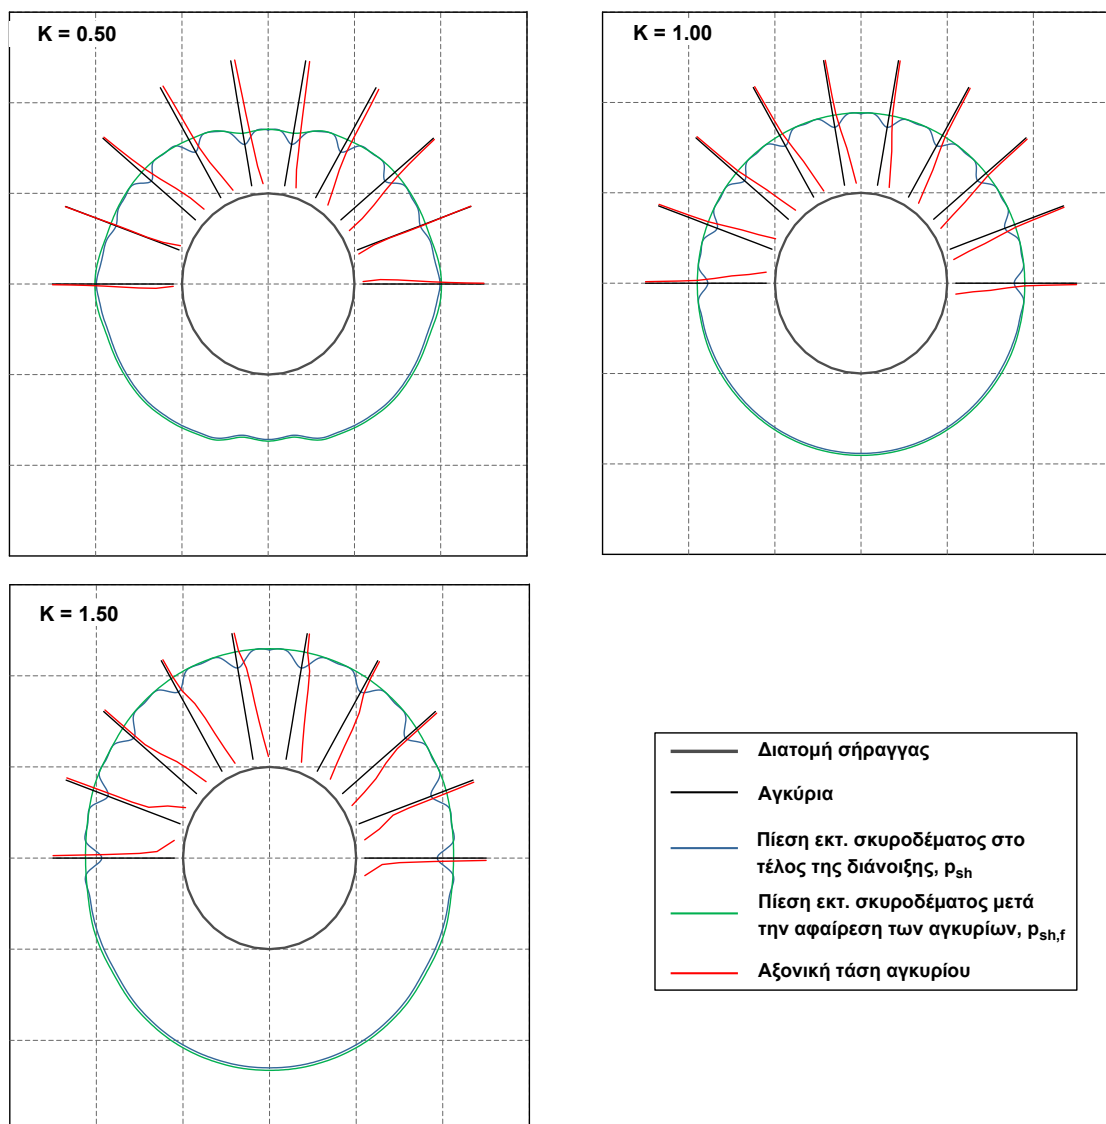 K = 0.50
K = 1.00
K = 1.50
Διατομή σήραγγας
Αγκύρια
Πίεση εκτ. σκυροδέματος στο
τέλος της διάνοιξης, psh
Πίεση εκτ. σκυροδέματος μετά
την αφαίρεση των αγκυρίων, psh,f
Αξονική τάση αγκυρίου